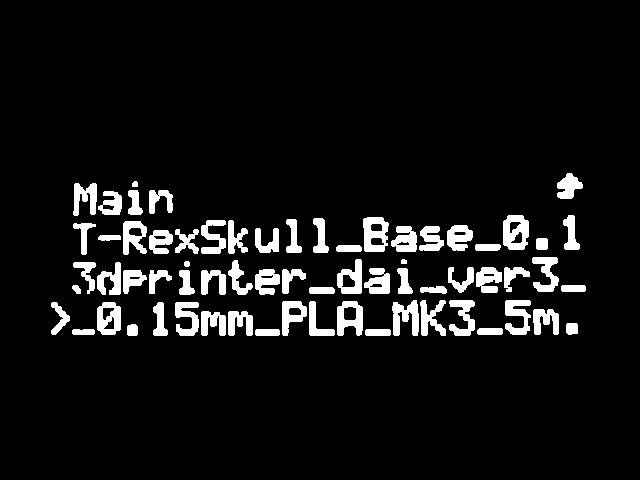 Main
T-RexSkull_Base_0.1
3dprinter_dai_ver3_
>_0.15mm_PLA_MK3_5m.